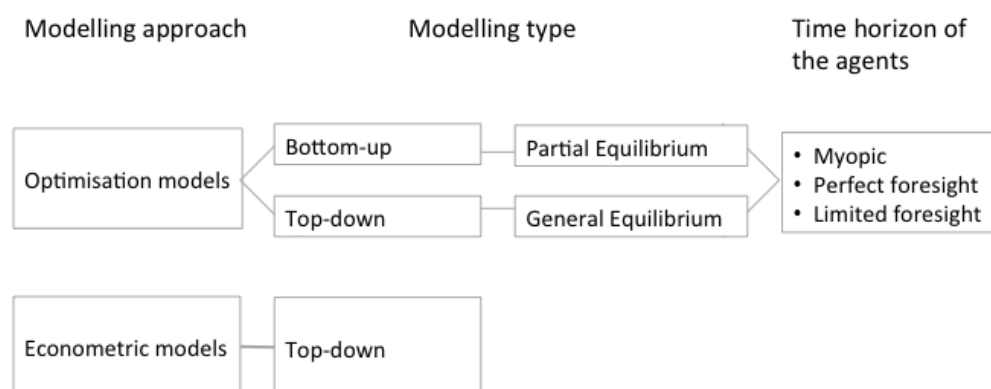 Modelling approach
Modelling type
Time horizon of
the agents
Optimisation models
Bottom-up
Partial Equilibrium
Top-down
General Equilibrium
• Myopic
• Perfect foresight
• Limited foresight
Econometric models
Top-down